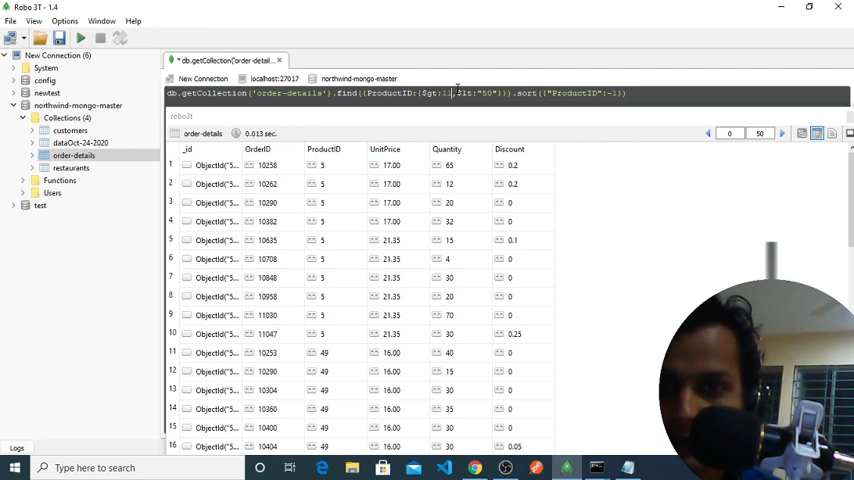 Robo 3T - 1.4
File View Options Window Help
New Connection (6)
System
config
newtest
northwind-mongo-master
Collections (4)
customers
dataOct-24-2020
order-details
restaurants
Functions
Users
test
* db.getCollection('order-detail...
New Connection localhost:27017 northwind-mongo-master
db.getCollection('order-details').find({ProductID:{$gt:11,$lt:"50"}}).sort({"ProductID":-1})
robo3t
order-details 0.013 sec. 0 50
_id OrderID ProductID UnitPrice Quantity Discount
1 ObjectId("5... 10258 5 17.00 65 0.2
2 ObjectId("5... 10262 5 17.00 12 0.2
3 ObjectId("5... 10290 5 17.00 20 0
4 ObjectId("5... 10382 5 17.00 32 0
5 ObjectId("5... 10635 5 21.35 15 0.1
6 ObjectId("5... 10708 5 21.35 4 0
7 ObjectId("5... 10848 5 21.35 30 0
8 ObjectId("5... 10958 5 21.35 20 0
9 ObjectId("5... 11030 5 21.35 70 0
10 ObjectId("5... 11047 5 21.35 30 0.25
11 ObjectId("5... 10253 49 16.00 40 0
12 ObjectId("5... 10290 49 16.00 15 0
13 ObjectId("5... 10304 49 16.00 30 0
14 ObjectId("5... 10360 49 16.00 35 0
15 ObjectId("5... 10400 49 16.00 30 0
16 ObjectId("5... 10404 49 16.00 30 0.05
Logs
Type here to search